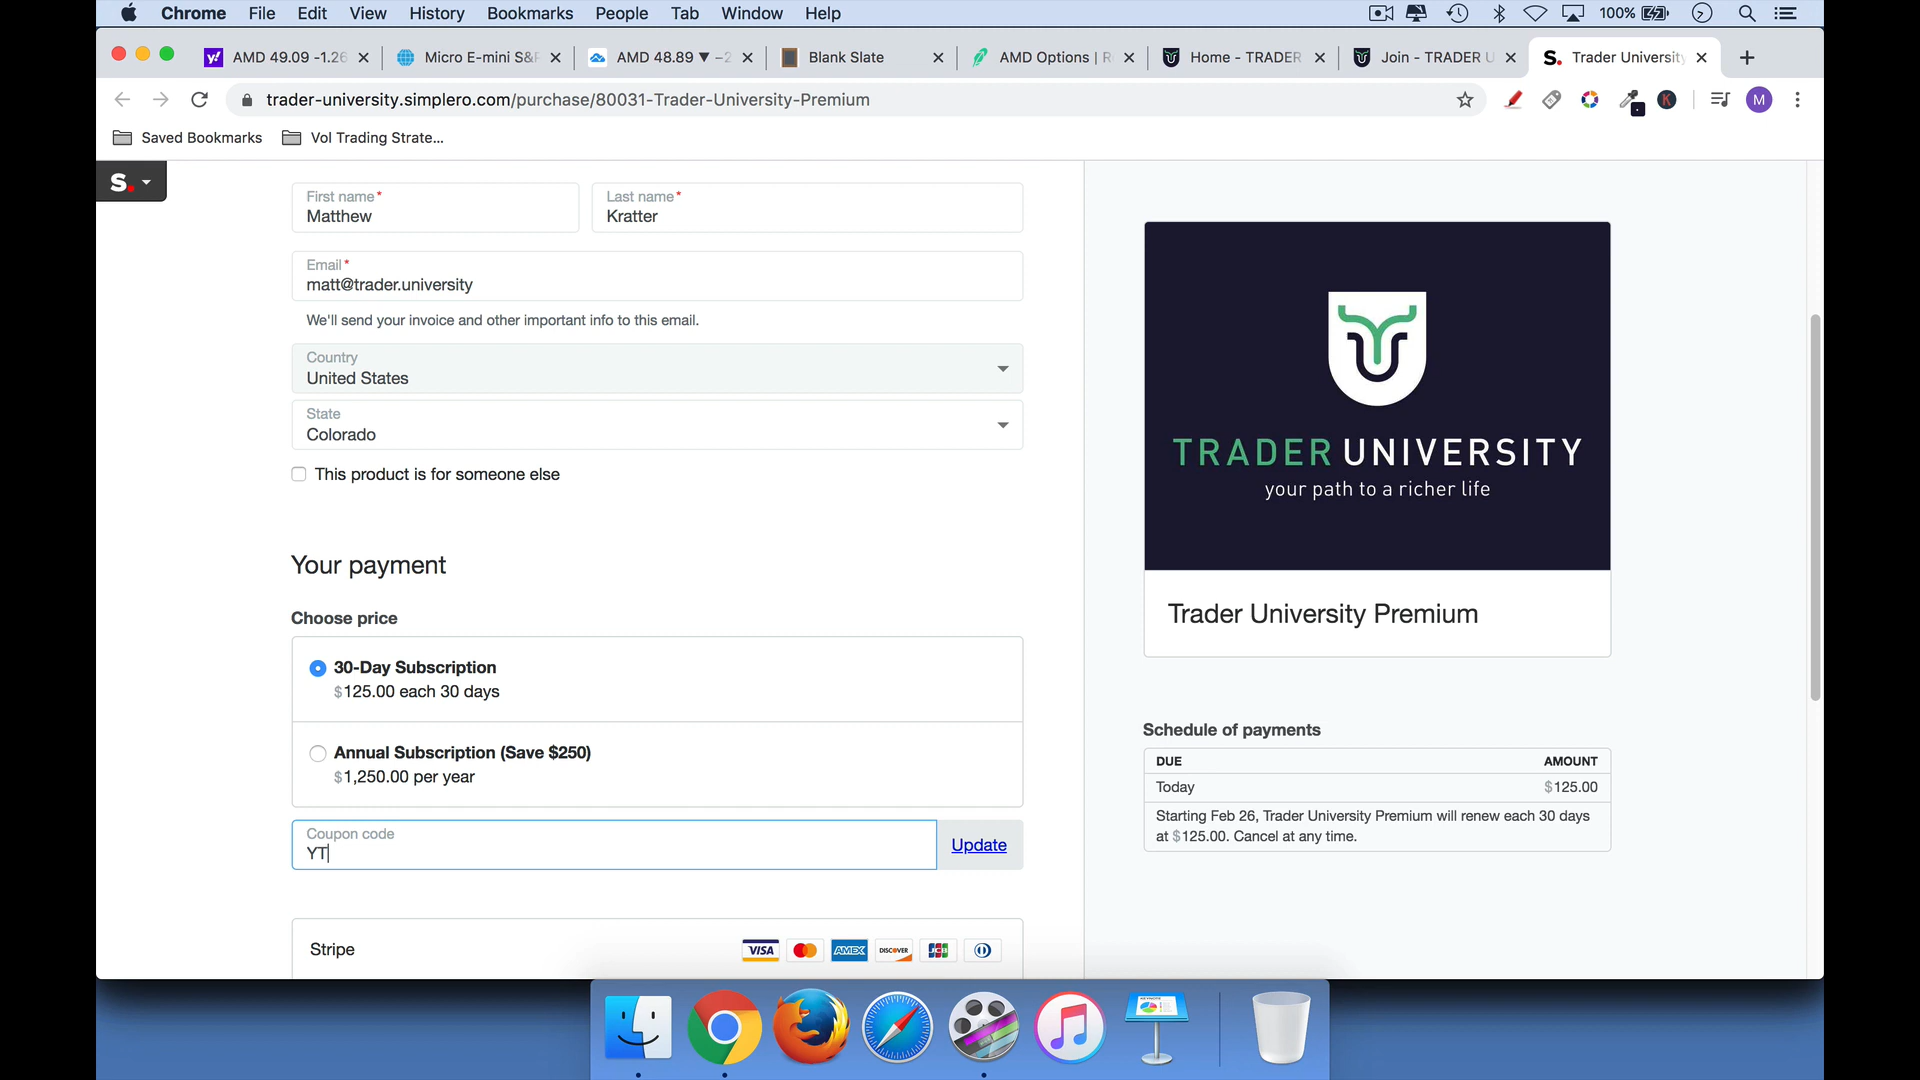 Chrome File Edit View History Bookmarks People Tab Window Help 100%
AMD 49.09 -1.26 Micro E-mini S&P AMD 48.89 ▼ −2 Blank Slate AMD Options | R Home - TRADER Join - TRADER U S. Trader University
trader-university.simplero.com/purchase/80031-Trader-University-Premium K M
Saved Bookmarks Vol Trading Strate...
S.
First name*
Matthew
Last name*
Kratter
Email*
matt@trader.university
We'll send your invoice and other important info to this email.
Country
United States
State
Colorado
This product is for someone else
Your payment
Choose price
30-Day Subscription
$125.00 each 30 days
Annual Subscription (Save $250)
$1,250.00 per year
Coupon code
YT
Update
Stripe VISA AMEX DISCOVER JCB
TRADER UNIVERSITY
your path to a richer life
Trader University Premium
Schedule of payments
DUE AMOUNT
Today $125.00
Starting Feb 26, Trader University Premium will renew each 30 days
at $125.00. Cancel at any time.
KEYNOTE